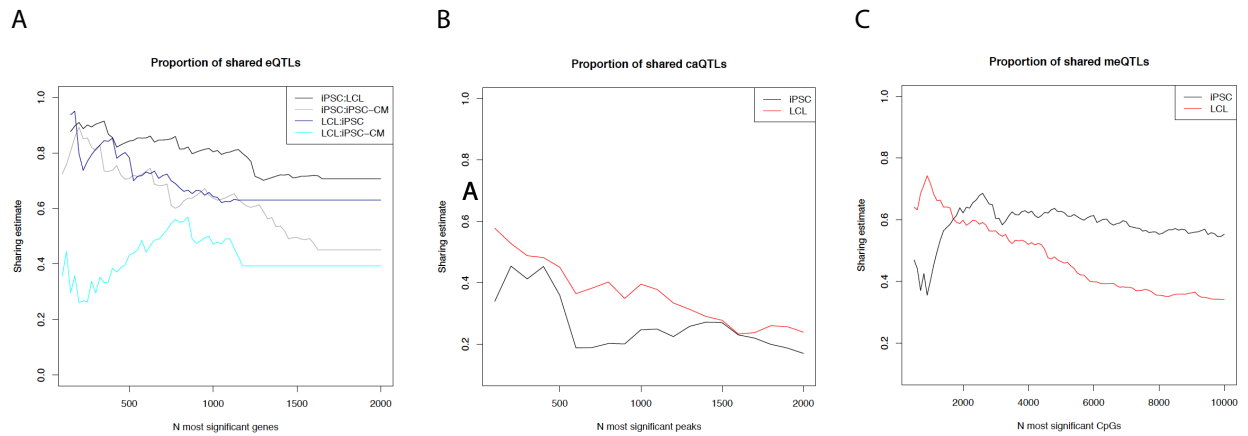 A
Proportion of shared eQTLs
iPSC:LCL
iPSC:iPSC−CM
LCL:iPSC
LCL:iPSC−CM
1.0
0.8
0.6
0.4
0.2
0.0
Sharing estimate
500
1000
1500
2000
N most significant genes
B
Proportion of shared caQTLs
iPSC
LCL
1.0
0.8
0.6
0.4
0.2
A
Sharing estimate
500
1000
1500
2000
N most significant peaks
C
Proportion of shared meQTLs
iPSC
LCL
1.0
0.8
0.6
0.4
0.2
Sharing estimate
2000
4000
6000
8000
10000
N most significant CpGs